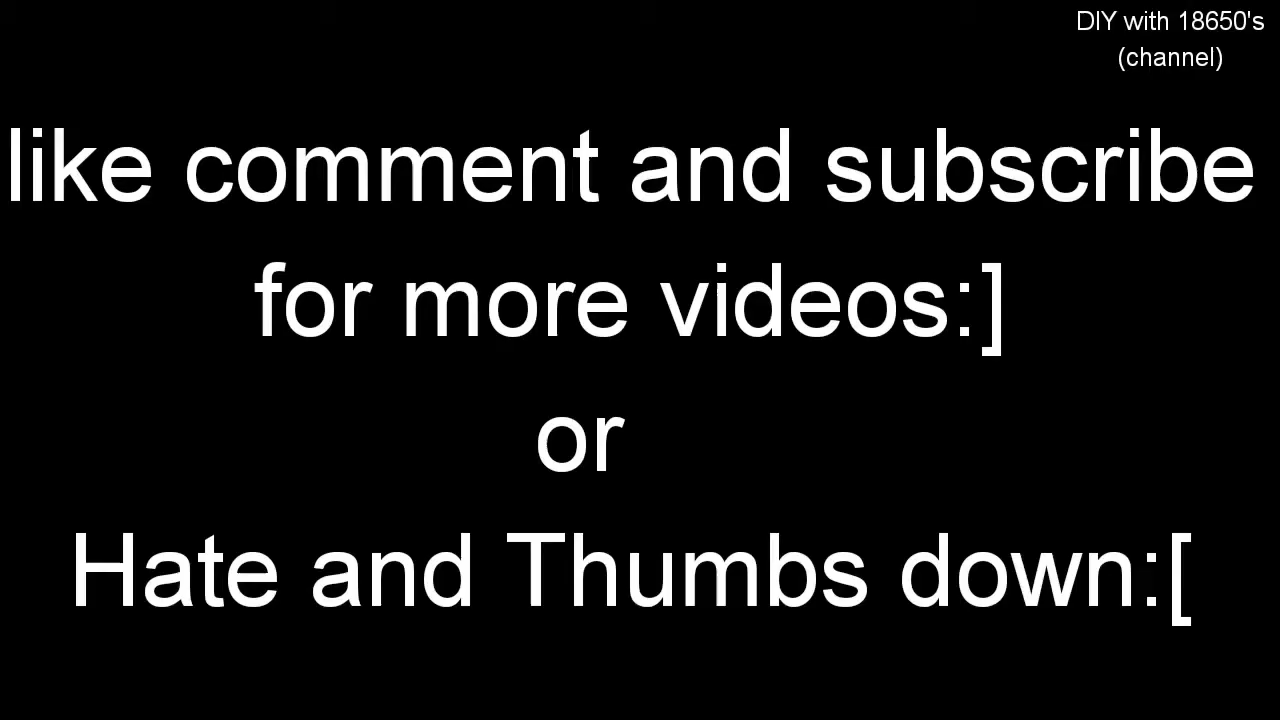 DIY with 18650's
(channel)
like comment and subscribe
for more videos:]
or
Hate and Thumbs down:[